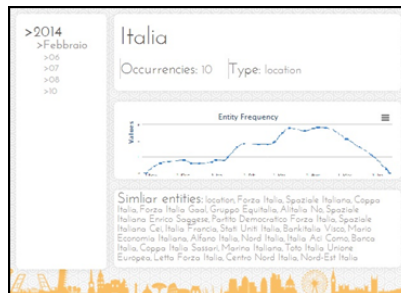 >2014
>Febbraio
>06
>07
>08
>10
Italia
Occurrencies: 10 Type: location
Entity Frequency
Values
Simliar entities: location, Forza Italia, Spaziale Italiana, Coppa
Italia, Forza Italia Gaal, Gruppo Equitalia, Alitalia No, Spaziale
Italiana Enrico Saggese, Partito Democratico Forza Italia, Spaziale
Italiana Cei, Italia Francia, Stati Uniti Italia, Bankitalia Visco, Mario
Economia Italiana, Alfano Italia, Nord Italia, Italia Aci Como, Banca
Italia, Coppa Italia Sassari, Marina Italiana, Toto Italia Unione
Europea, Letta Forza Italia, Centro Nord Italia, Nord-Est Italia